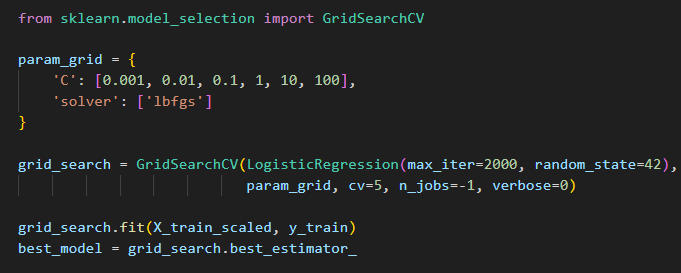 from sklearn.model_selection import GridSearchCV
param_grid = {
    'C': [0.001, 0.01, 0.1, 1, 10, 100],
    'solver': ['lbfgs']
}
grid_search = GridSearchCV(LogisticRegression(max_iter=2000, random_state=42),
                            param_grid, cv=5, n_jobs=-1, verbose=0)
grid_search.fit(X_train_scaled, y_train)
best_model = grid_search.best_estimator_